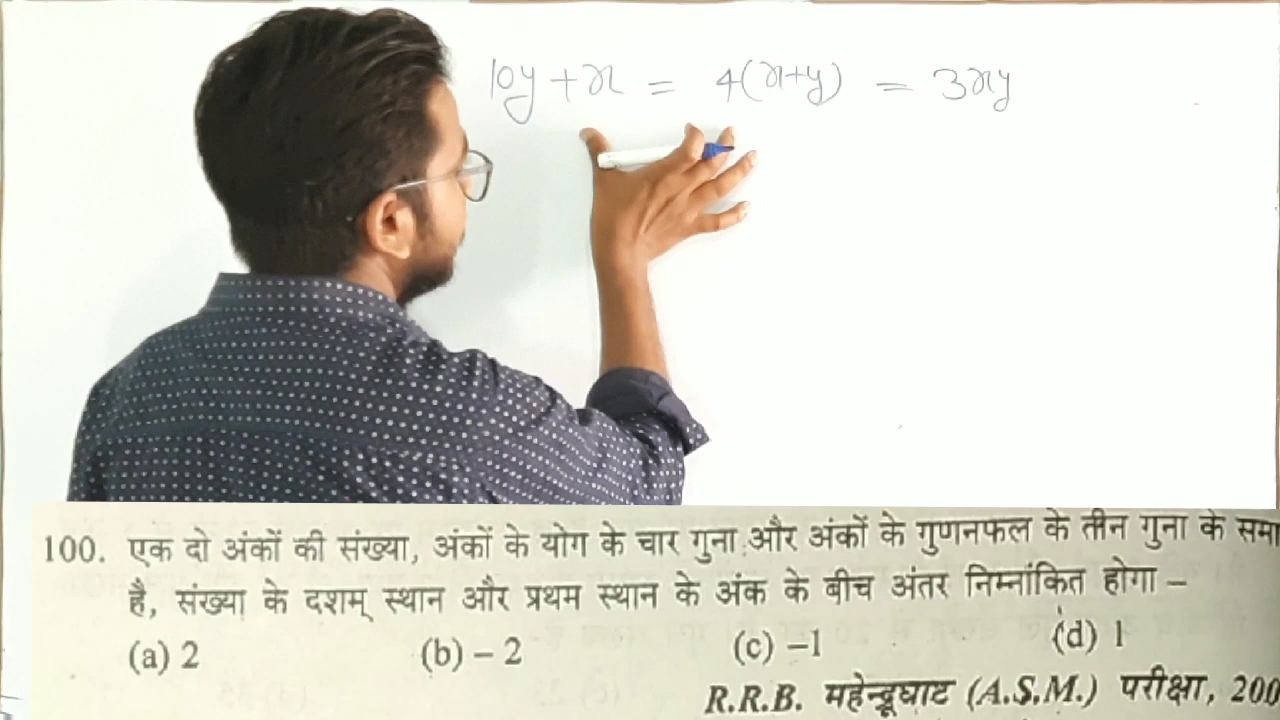 10y + x = 4(x+y) = 3xy
100. एक दो अंकों की संख्या, अंकों के योग के चार गुना और अंकों के गुणनफल के तीन गुना के समा
है, संख्या के दशम् स्थान और प्रथम स्थान के अंक के बीच अंतर निम्नांकित होगा –
(a) 2 (b) – 2 (c) –1 (d) 1
R.R.B. महेन्द्रूघाट (A.S.M.) परीक्षा, 200